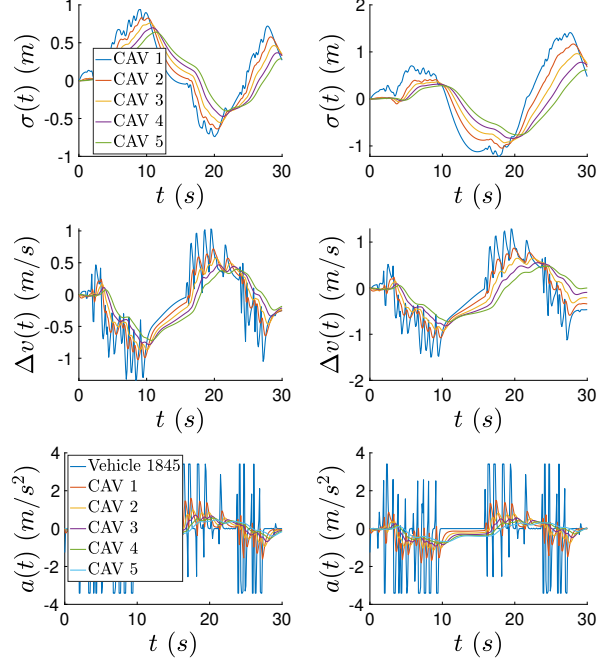 1
0.5
0
-0.5
-1
σ(t) (m)
CAV 1
CAV 2
CAV 3
CAV 4
CAV 5
0 10 20 30
t (s)
2
1
0
-1
σ(t) (m)
0 10 20 30
t (s)
1
0.5
0
-0.5
-1
Δv(t) (m/s)
0 10 20 30
t (s)
1
0
-1
-2
Δv(t) (m/s)
0 10 20 30
t (s)
4
2
0
-2
-4
a(t) (m/s²)
Vehicle 1845
CAV 1
CAV 2
CAV 3
CAV 4
CAV 5
0 10 20 30
t (s)
4
2
0
-2
-4
a(t) (m/s²)
0 10 20 30
t (s)